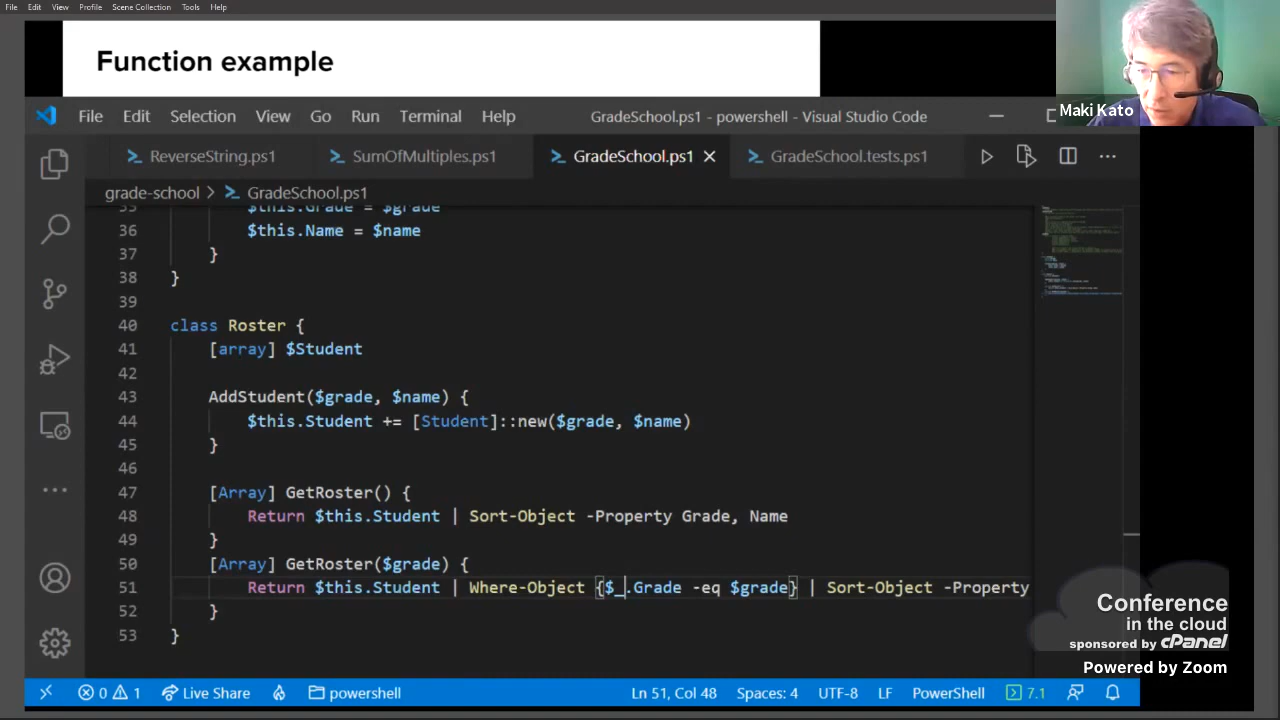 File Edit View Profile Scene Collection Tools Help
Function example
Maki Kato
File Edit Selection View Go Run Terminal Help GradeSchool.ps1 - powershell - Visual Studio Code
ReverseString.ps1 SumOfMultiples.ps1 GradeSchool.ps1 GradeSchool.tests.ps1
grade-school > GradeSchool.ps1
35 $this.Grade = $grade
36 $this.Name = $name
37 }
38 }
39
40 class Roster {
41 [array] $Student
42
43 AddStudent($grade, $name) {
44 $this.Student += [Student]::new($grade, $name)
45 }
46
47 [Array] GetRoster() {
48 Return $this.Student | Sort-Object -Property Grade, Name
49 }
50 [Array] GetRoster($grade) {
51 Return $this.Student | Where-Object {$_.Grade -eq $grade} | Sort-Object -Property
52 }
53 }
Conference
in the cloud
sponsored by cPanel
Powered by Zoom
0 1 Live Share powershell Ln 51, Col 48 Spaces: 4 UTF-8 LF PowerShell 7.1